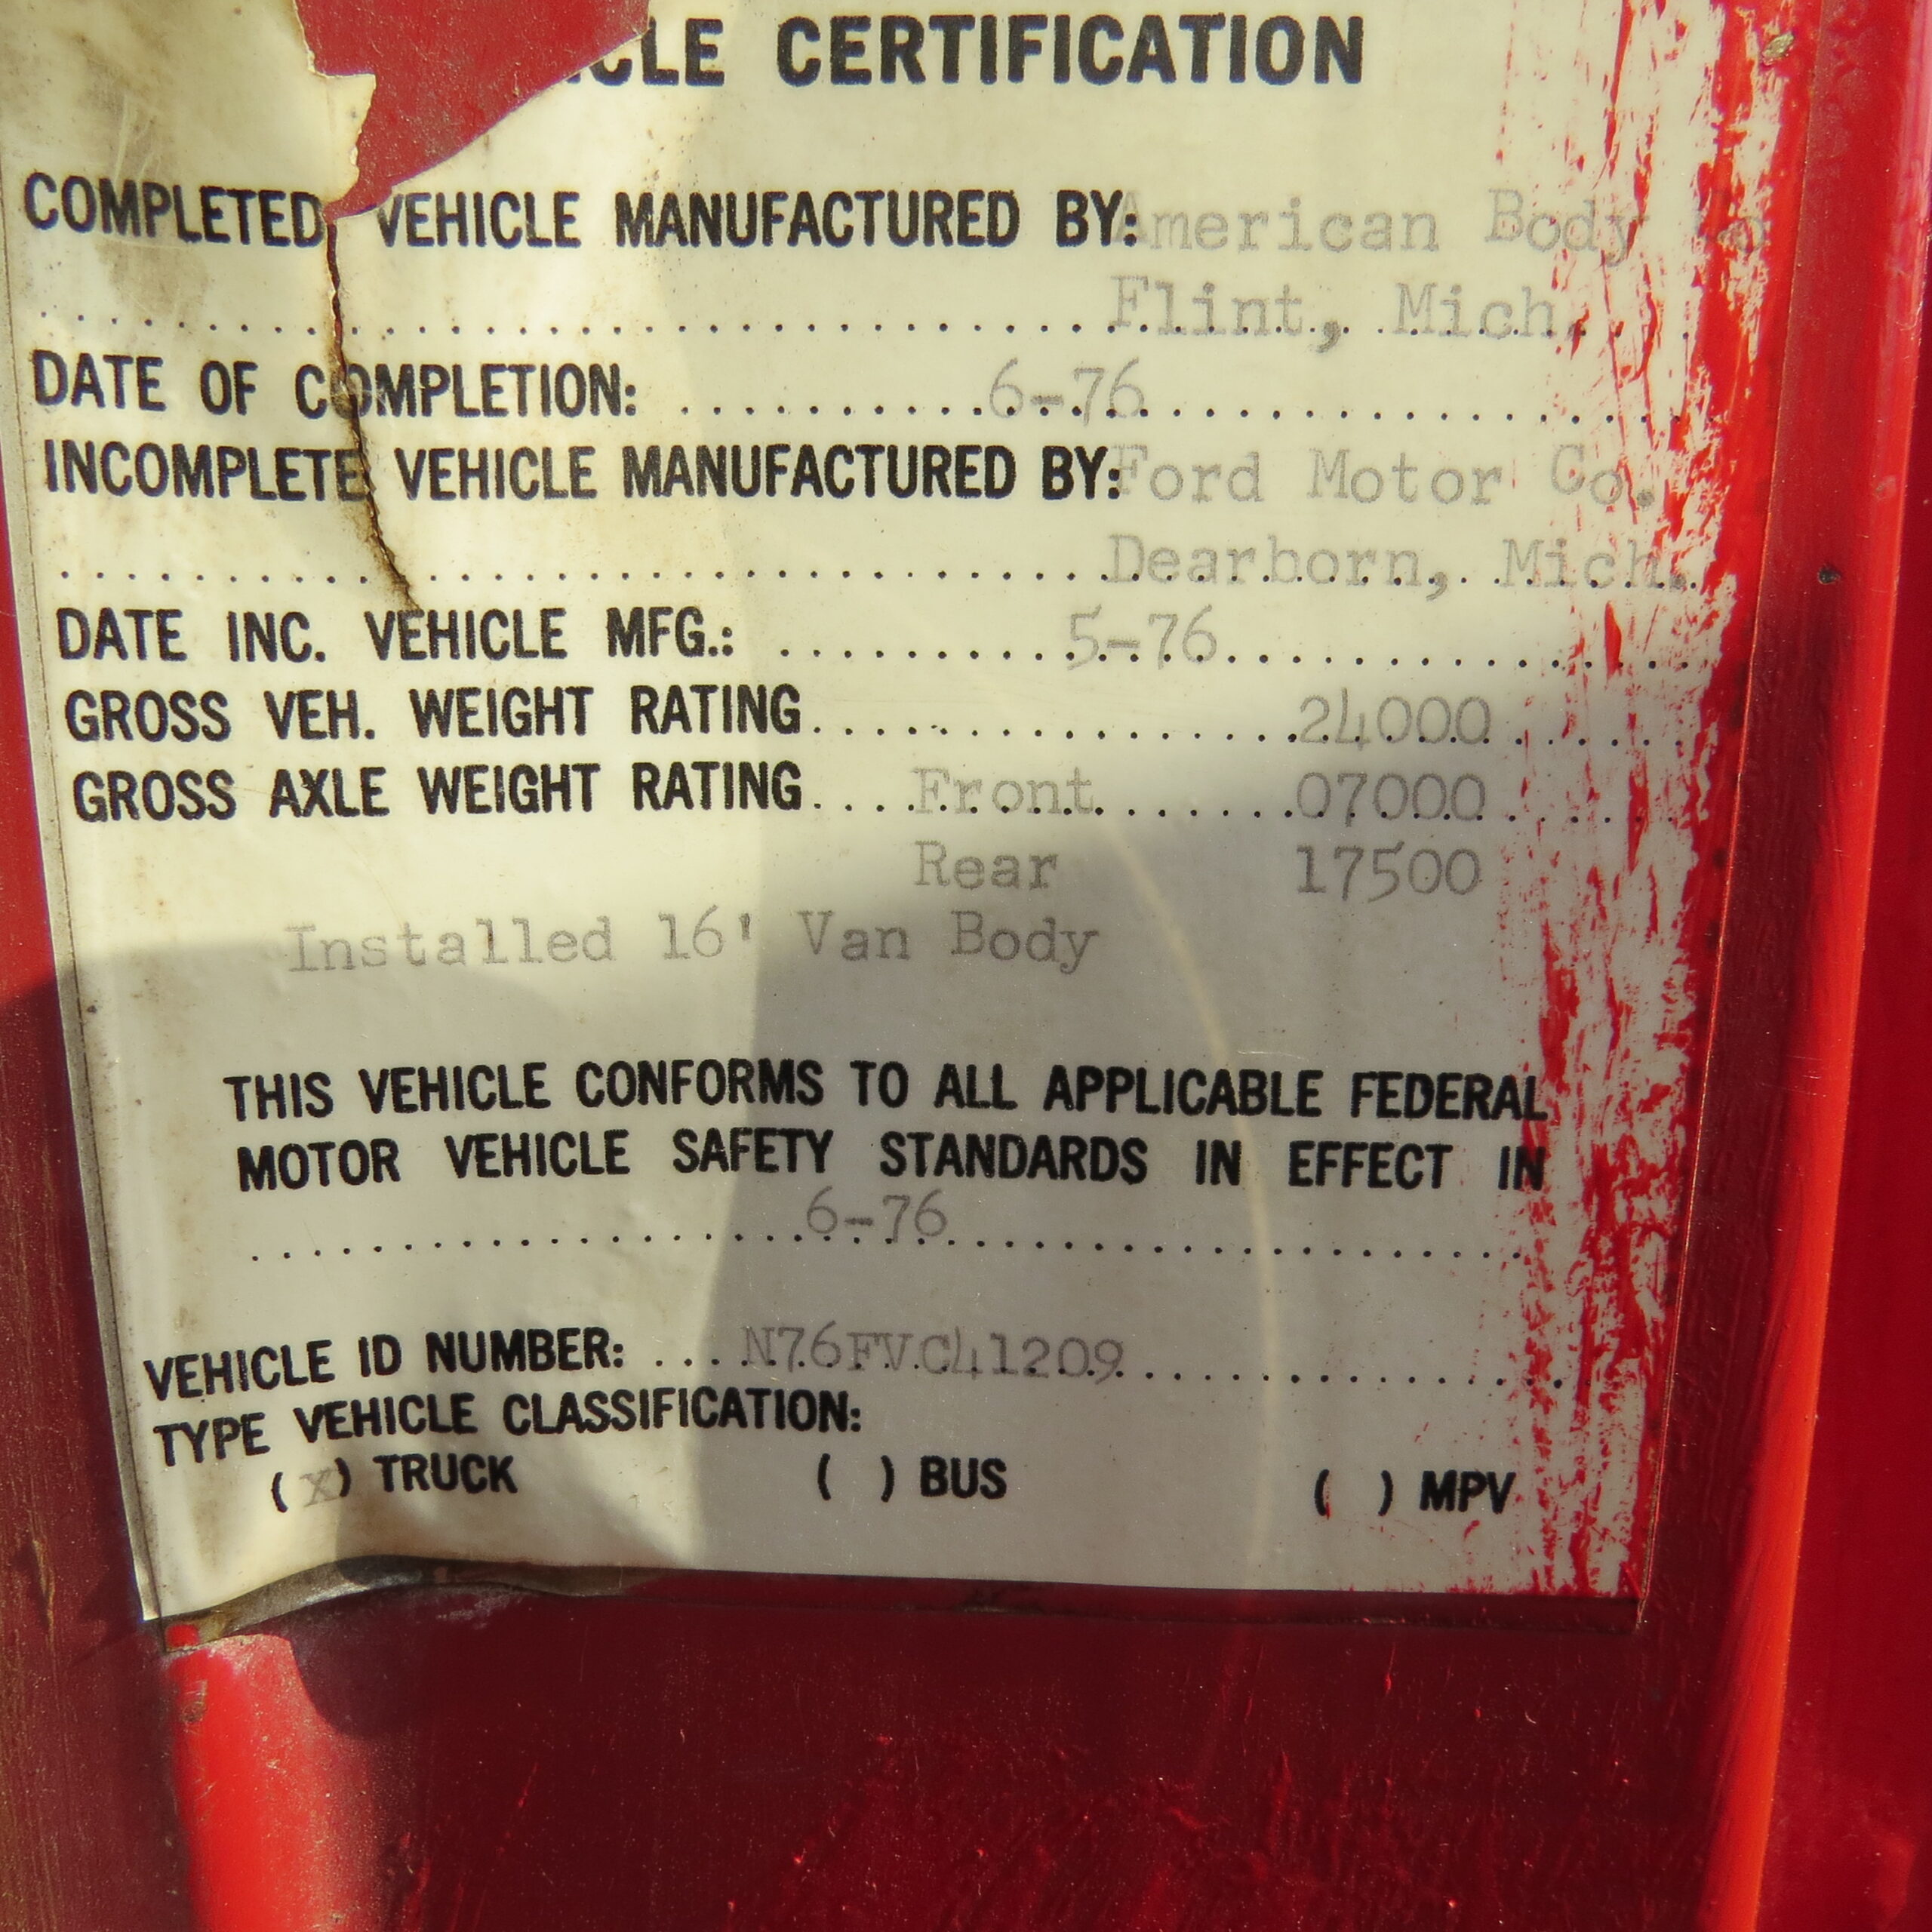 CERTIFICATION
COMPLETED VEHICLE MANUFACTURED BY: American Body Co
Flint, Mich.
DATE OF COMPLETION: 6-76
INCOMPLETE VEHICLE MANUFACTURED BY: Ford Motor Co.
Dearborn, Mich.
DATE INC. VEHICLE MFG.: 5-76
GROSS VEH. WEIGHT RATING 24000
GROSS AXLE WEIGHT RATING Front 07000
Rear 17500
Installed 16' Van Body
THIS VEHICLE CONFORMS TO ALL APPLICABLE FEDERAL
MOTOR VEHICLE SAFETY STANDARDS IN EFFECT IN
6-76
VEHICLE ID NUMBER: N76FVC41209
TYPE VEHICLE CLASSIFICATION:
(x) TRUCK ( ) BUS ( ) MPV